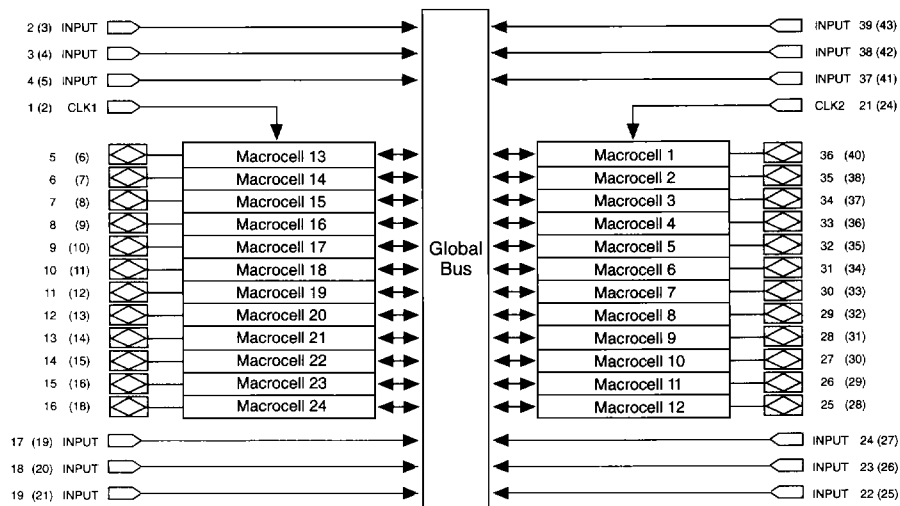 2 (3) INPUT
3 (4) INPUT
4 (5) INPUT
1 (2) CLK1
5 (6) Macrocell 13
6 (7) Macrocell 14
7 (8) Macrocell 15
8 (9) Macrocell 16
9 (10) Macrocell 17
10 (11) Macrocell 18
11 (12) Macrocell 19
12 (13) Macrocell 20
13 (14) Macrocell 21
14 (15) Macrocell 22
15 (16) Macrocell 23
16 (18) Macrocell 24
17 (19) INPUT
18 (20) INPUT
19 (21) INPUT
Global
Bus
INPUT 39 (43)
INPUT 38 (42)
INPUT 37 (41)
CLK2 21 (24)
Macrocell 1 36 (40)
Macrocell 2 35 (38)
Macrocell 3 34 (37)
Macrocell 4 33 (36)
Macrocell 5 32 (35)
Macrocell 6 31 (34)
Macrocell 7 30 (33)
Macrocell 8 29 (32)
Macrocell 9 28 (31)
Macrocell 10 27 (30)
Macrocell 11 26 (29)
Macrocell 12 25 (28)
INPUT 24 (27)
INPUT 23 (26)
INPUT 22 (25)